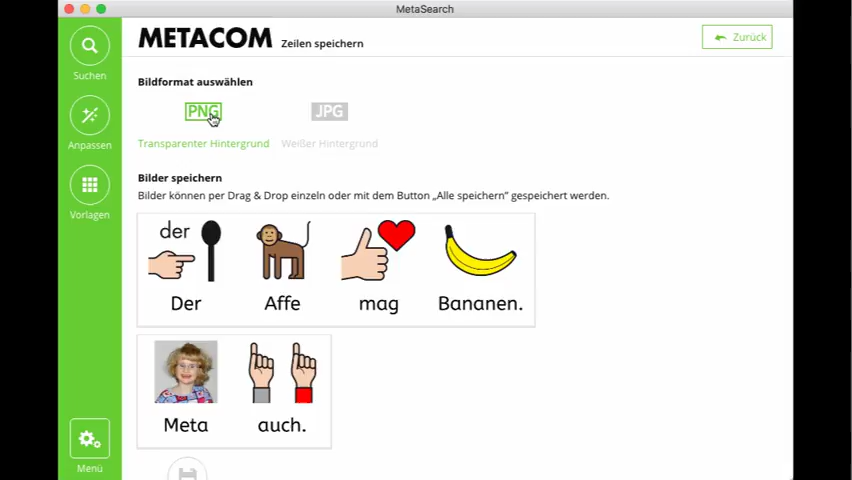 MetaSearch
METACOM Zeilen speichern
Zurück
Suchen
Anpassen
Vorlagen
Menü
Bildformat auswählen
PNG JPG
Transparenter Hintergrund Weißer Hintergrund
Bilder speichern
Bilder können per Drag & Drop einzeln oder mit dem Button „Alle speichern“ gespeichert werden.
der
Der Affe mag Bananen.
Meta auch.